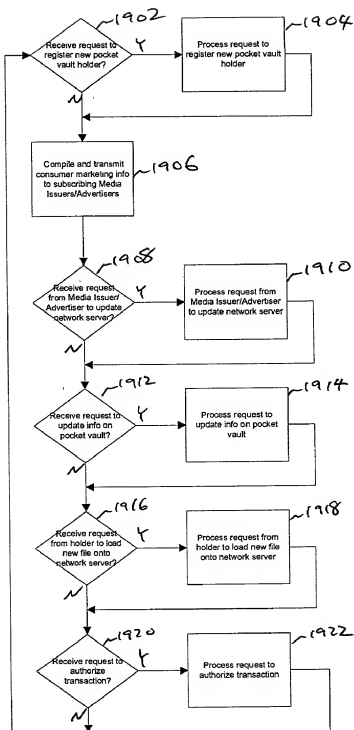 1902
Receive request to
register new pocket
vault holder?
Y
N
1904
Process request to
register new pocket vault
holder
1906
Compile and transmit
consumer marketing info
to subscribing Media
Issuers/Advertisers
1908
Receive request
from Media Issuer/
Advertiser to update
network server?
Y
N
1910
Process request from
Media Issuer/Advertiser
to update network server
1912
Receive request to
update info on
pocket vault?
Y
N
1914
Process request to
update info on pocket
vault
1916
Receive request
from holder to load
new file onto
network server?
Y
N
1918
Process request from
holder to load new file
onto network server
1920
Receive request to
authorize
transaction?
Y
N
1922
Process request to
authorize transaction